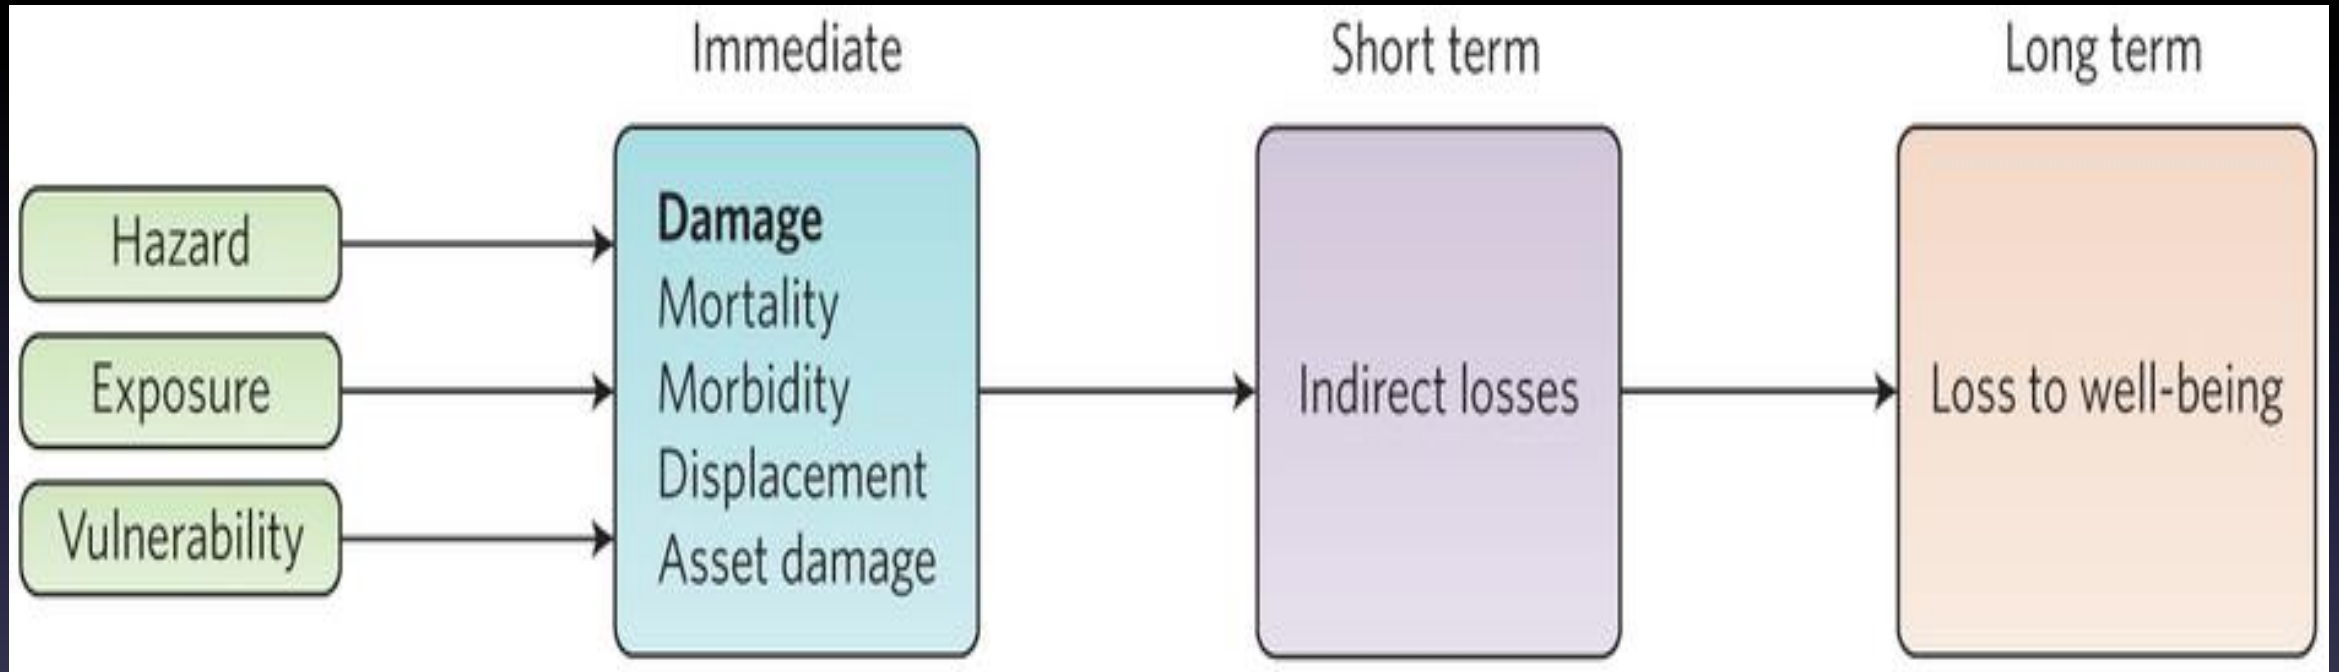 Immediate
Short term
Long term
Hazard
Exposure
Vulnerability
Damage
Mortality
Morbidity
Displacement
Asset damage
Indirect losses
Loss to well-being